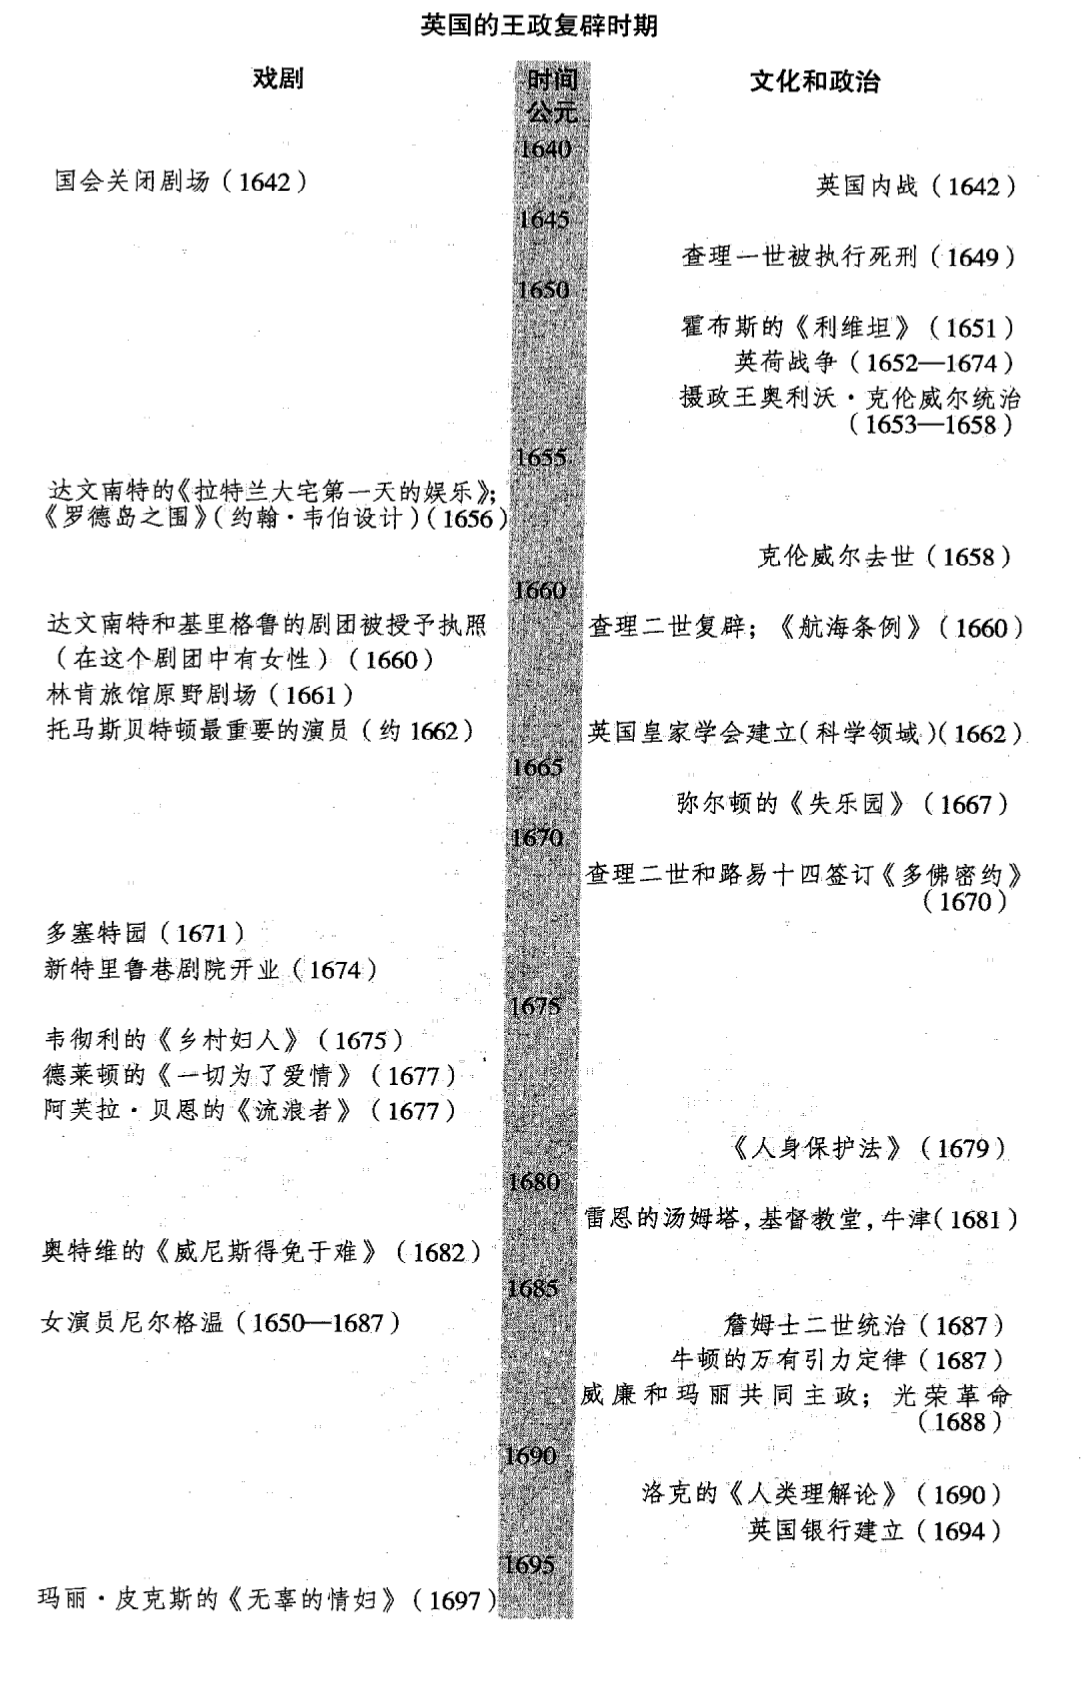 英国的王政复辟时期
戏剧
时间
公元
文化和政治
1640
国会关闭剧场（1642）
英国内战（1642）
1645
查理一世被执行死刑（1649）
1650
霍布斯的《利维坦》（1651）
英荷战争（1652—1674）
摄政王奥利沃·克伦威尔统治
（1653—1658）
1655
达文南特的《拉特兰大宅第一天的娱乐》；
《罗德岛之围》（约翰·韦伯设计）（1656）
克伦威尔去世（1658）
1660
达文南特和基里格鲁的剧团被授予执照
（在这个剧团中有女性）（1660）
查理二世复辟；《航海条例》（1660）
林肯旅馆原野剧场（1661）
托马斯贝特顿最重要的演员（约1662）
英国皇家学会建立（科学领域）（1662）
1665
弥尔顿的《失乐园》（1667）
1670
查理二世和路易十四签订《多佛密约》
（1670）
多塞特园（1671）
新特里鲁巷剧院开业（1674）
1675
韦彻利的《乡村妇人》（1675）
德莱顿的《一切为了爱情》（1677）
阿芙拉·贝恩的《流浪者》（1677）
《人身保护法》（1679）
1680
雷恩的汤姆塔，基督教堂，牛津（1681）
奥特维的《威尼斯得免于难》（1682）
1685
女演员尼尔格温（1650—1687）
詹姆士二世统治（1687）
牛顿的万有引力定律（1687）
威廉和玛丽共同主政；光荣革命
（1688）
1690
洛克的《人类理解论》（1690）
英国银行建立（1694）
1695
玛丽·皮克斯的《无辜的情妇》（1697）